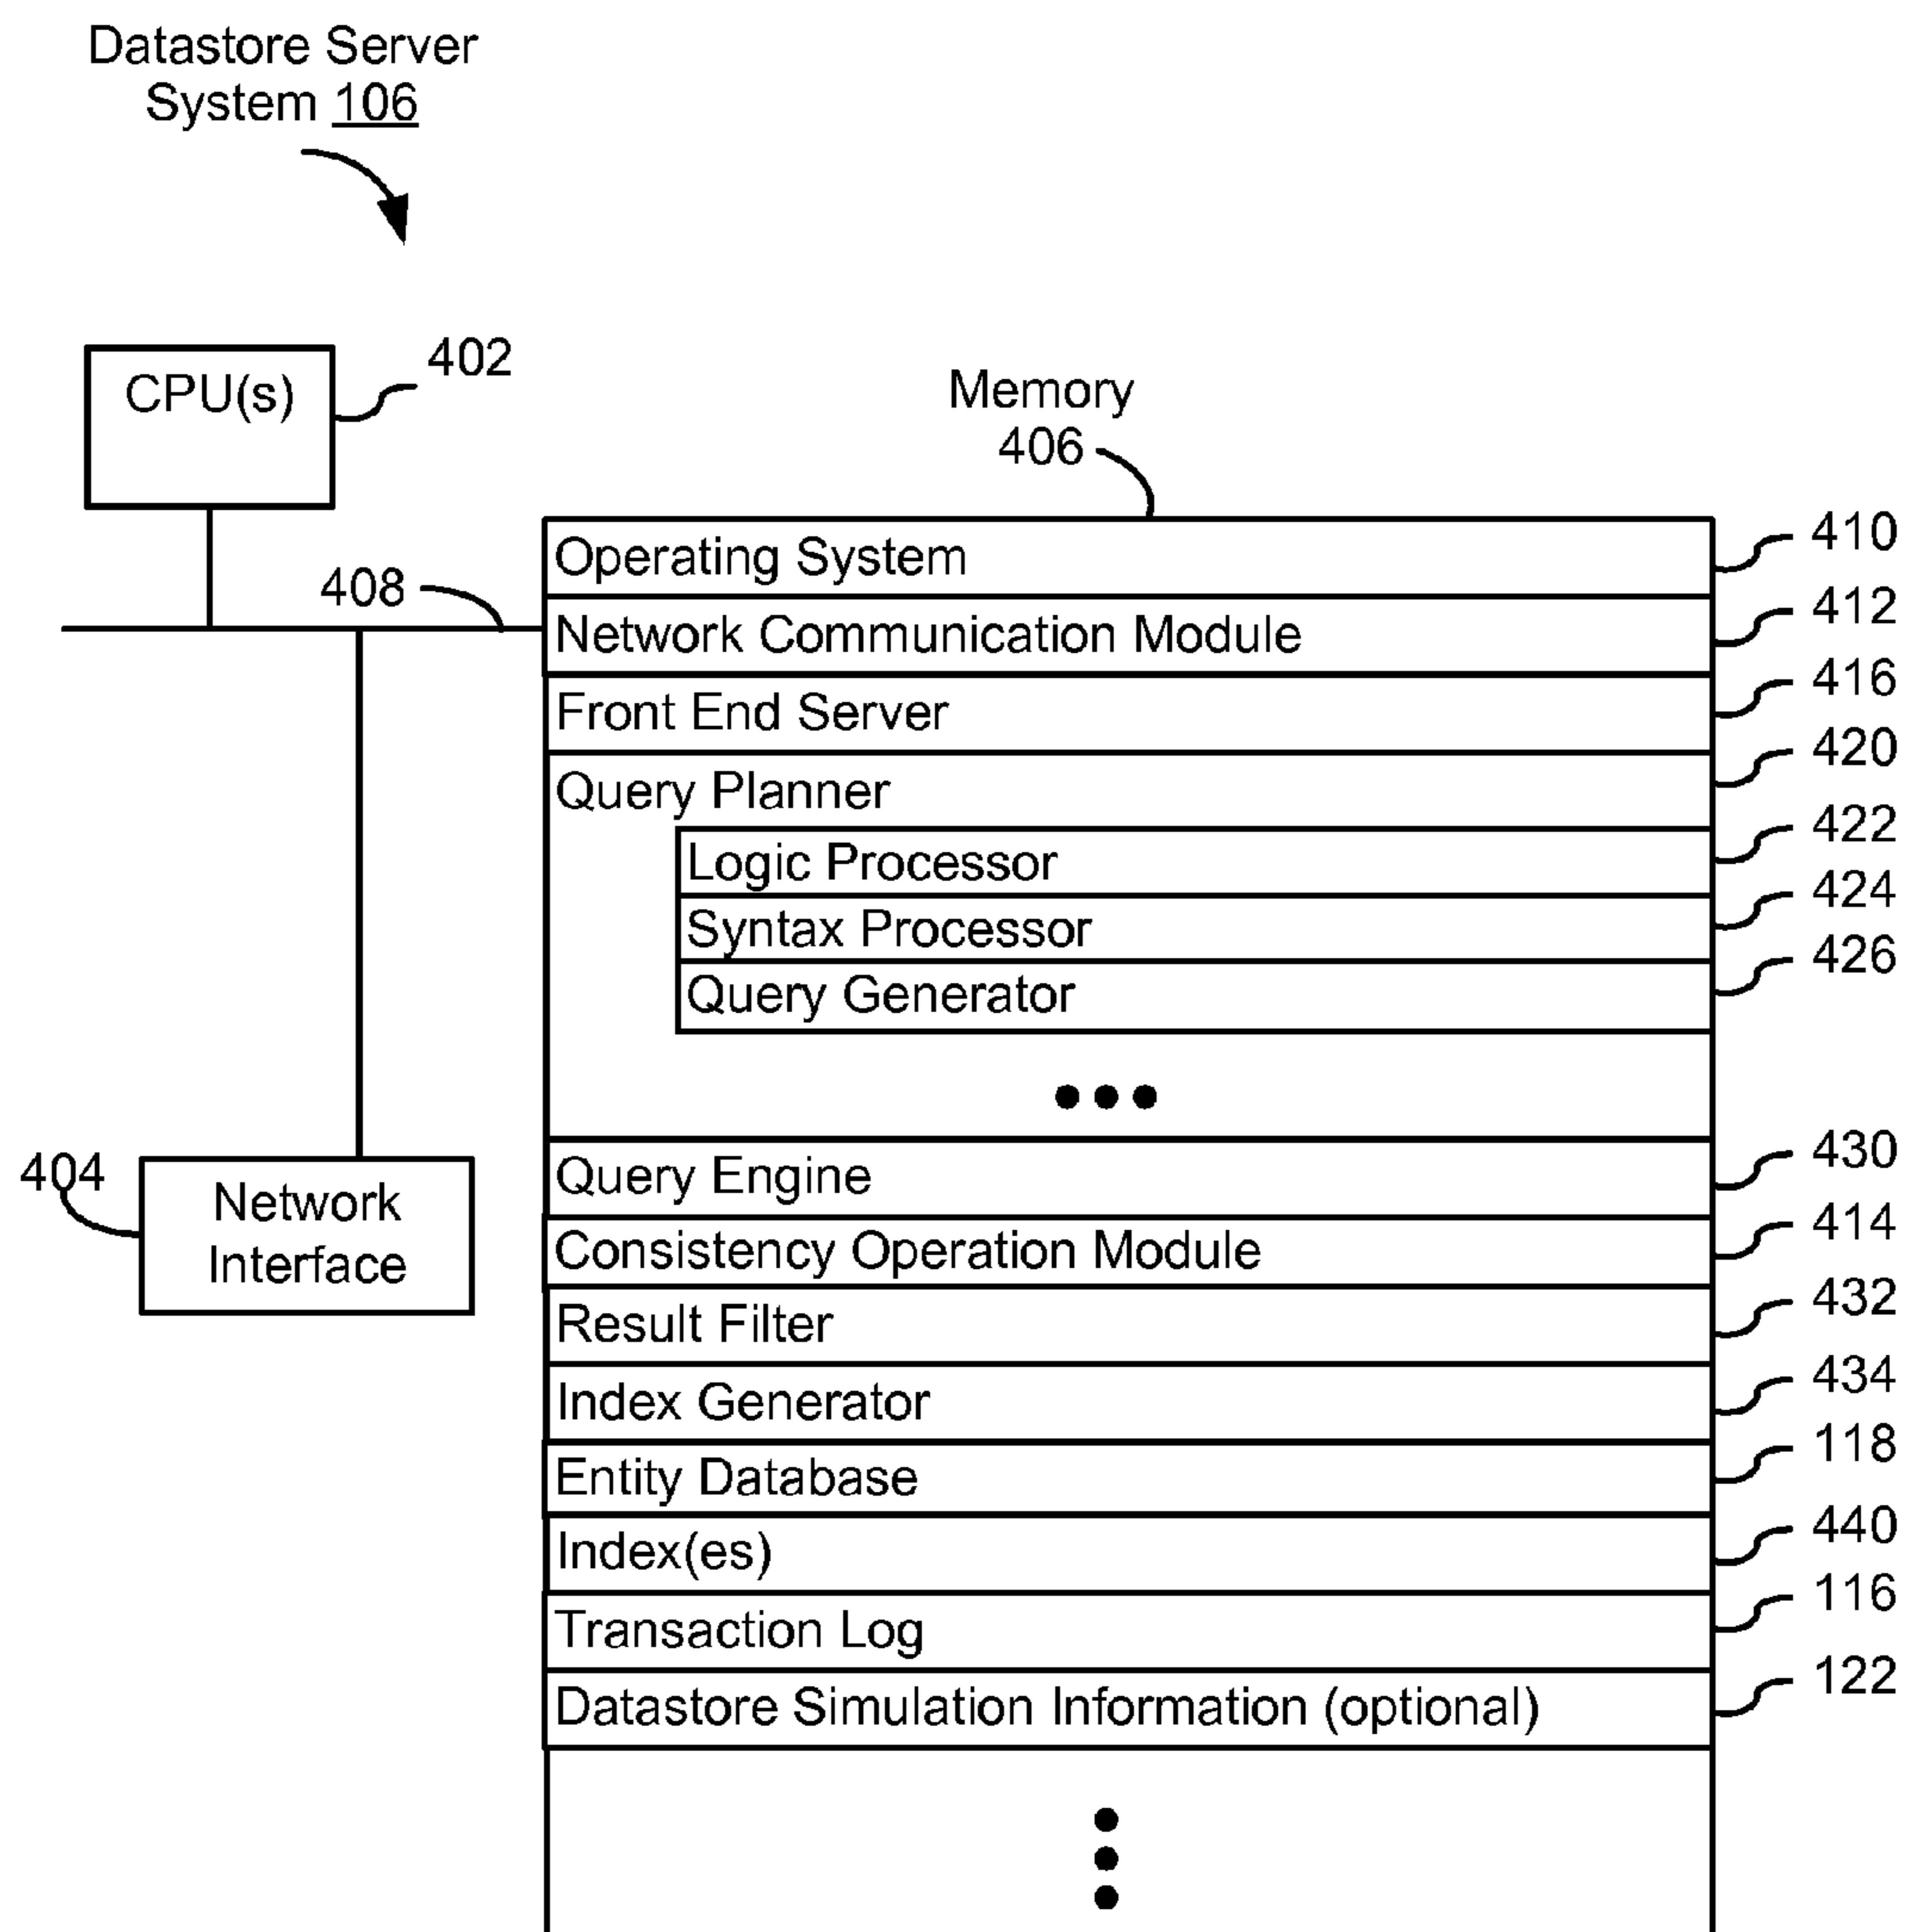 Datastore Server
System 106
CPU(s)
402
Memory
406
408
Operating System
410
Network Communication Module
412
Front End Server
416
Query Planner
420
Logic Processor
422
Syntax Processor
424
Query Generator
426
404
Network
Interface
Query Engine
430
Consistency Operation Module
414
Result Filter
432
Index Generator
434
Entity Database
118
Index(es)
440
Transaction Log
116
Datastore Simulation Information (optional)
122